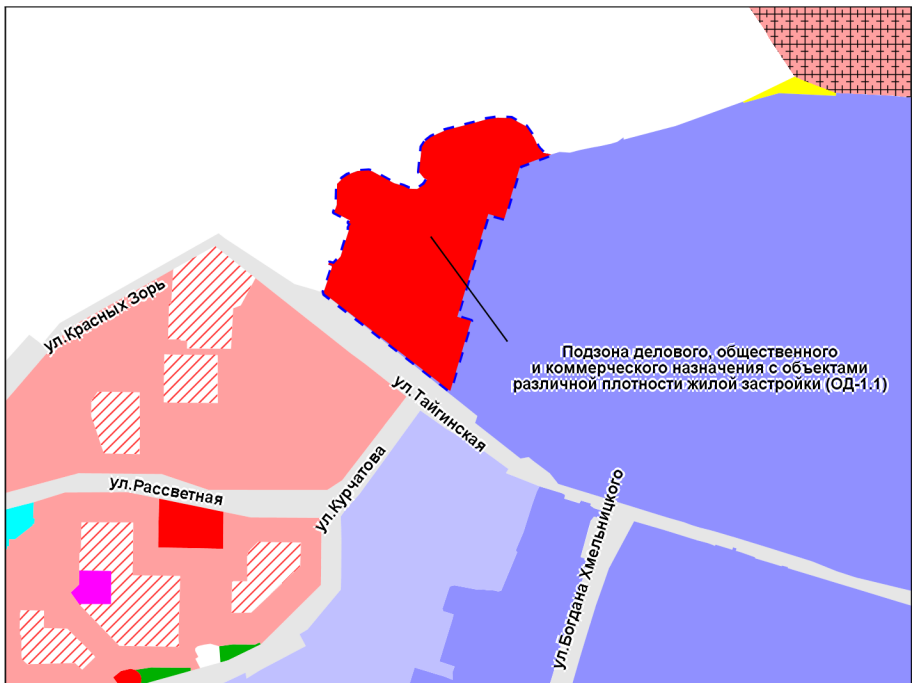 ул.Красных Зорь
Подзона делового, общественного
и коммерческого назначения с объектами
различной плотности жилой застройки (ОД-1.1)
ул.Тайгинская
ул.Рассветная
ул.Курчатова
ул.Богдана Хмельницкого